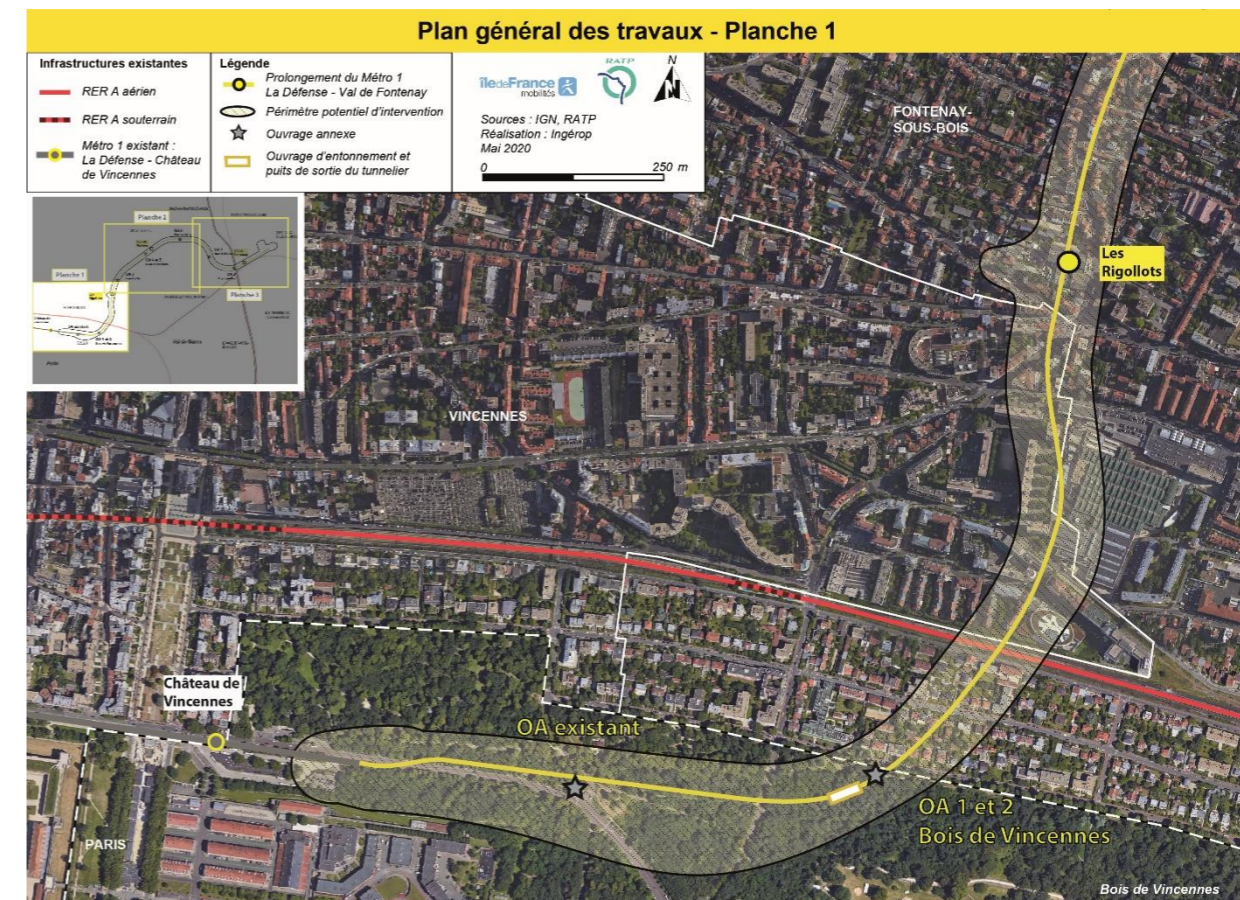 Plan général des travaux - Planche 1
Infrastructures existantes
RER A aérien
RER A souterrain
Métro 1 existant :
La Défense - Château
de Vincennes
Légende
Prolongement du Métro 1
La Défense - Val de Fontenay
Périmètre potentiel d'intervention
Ouvrage annexe
Ouvrage d'entonnement et
puits de sortie du tunnelier
îledeFrance
mobilités
RATP
N
Sources : IGN, RATP
Réalisation : Ingérop
Mai 2020
0 250 m
FONTENAY-
SOUS-BOIS
Planche 2
Planche 1
Planche 3
Les
Rigollots
VINCENNES
Château de
Vincennes
OA existant
OA 1 et 2
Bois de Vincennes
PARIS
Bois de Vincennes